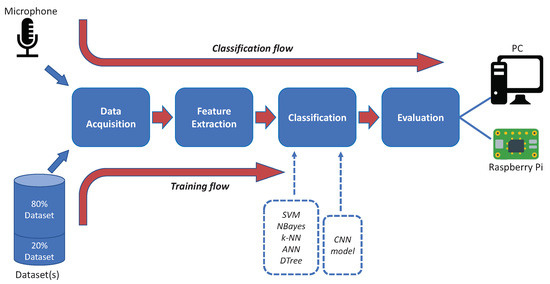 Microphone
Classification flow
PC
Data
Acquisition
Feature
Extraction
Classification
Evaluation
Raspberry Pi
Training flow
80%
Dataset
20%
Dataset
Dataset(s)
SVM
NBayes
k-NN
ANN
DTree
CNN
model